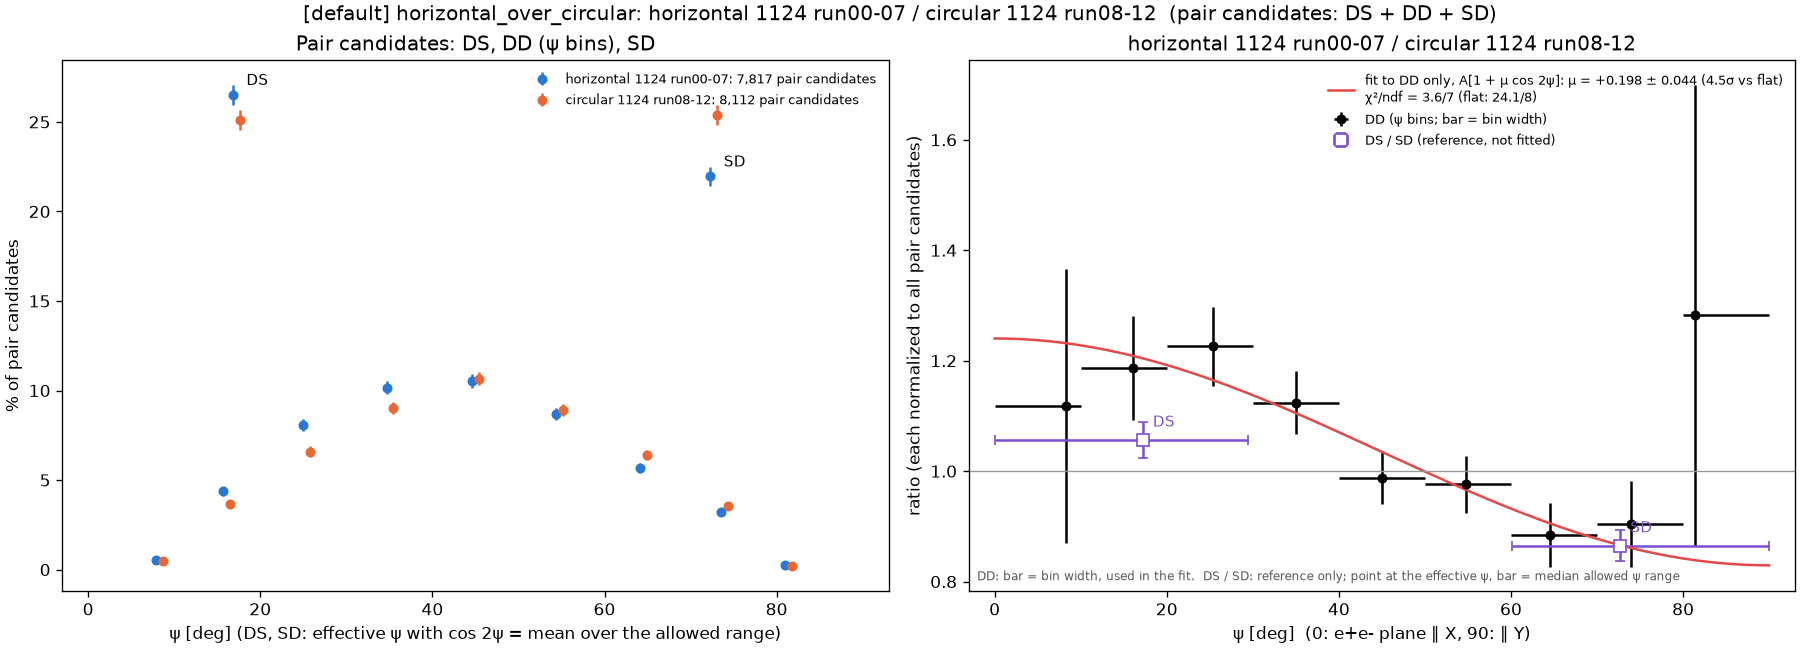 [default] horizontal_over_circular: horizontal 1124 run00-07 / circular 1124 run08-12  (pair candidates: DS + DD + SD)
Pair candidates: DS, DD (ψ bins), SD
DS
SD
horizontal 1124 run00-07: 7,817 pair candidates
circular 1124 run08-12: 8,112 pair candidates
% of pair candidates
25
20
15
10
5
0
0
20
40
60
80
ψ [deg] (DS, SD: effective ψ with cos 2ψ = mean over the allowed range)
horizontal 1124 run00-07 / circular 1124 run08-12
fit to DD only, A[1 + μ cos 2ψ]: μ = +0.198 ± 0.044 (4.5σ vs flat)
χ²/ndf = 3.6/7 (flat: 24.1/8)
DD (ψ bins; bar = bin width)
DS / SD (reference, not fitted)
DS
SD
ratio (each normalized to all pair candidates)
1.6
1.4
1.2
1.0
0.8
DD: bar = bin width, used in the fit.  DS / SD: reference only; point at the effective ψ, bar = median allowed ψ range
0
20
40
60
80
ψ [deg]  (0: e+e- plane ∥ X, 90: ∥ Y)